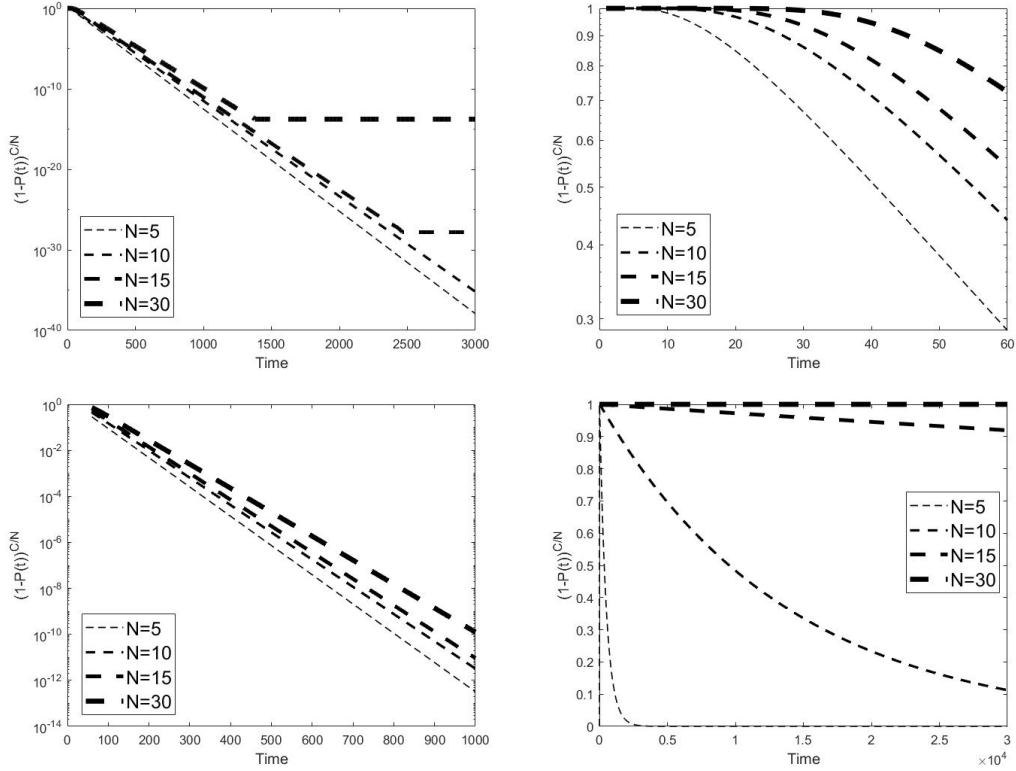 10^0
10^-10
10^-20
10^-30
10^-40
(1-P(t))^C/N
N=5
N=10
N=15
N=30
0 500 1000 1500 2000 2500 3000
Time
1
0.9
0.8
0.7
0.6
0.5
0.4
0.3
(1-P(t))^C/N
N=5
N=10
N=15
N=30
0 10 20 30 40 50 60
Time
10^0
10^-2
10^-4
10^-6
10^-8
10^-10
10^-12
10^-14
(1-P(t))^C/N
N=5
N=10
N=15
N=30
0 100 200 300 400 500 600 700 800 900 1000
Time
1
0.9
0.8
0.7
0.6
0.5
0.4
0.3
0.2
0.1
0
(1-P(t))^C/N
N=5
N=10
N=15
N=30
0 0.5 1 1.5 2 2.5 3
Time
×10^4